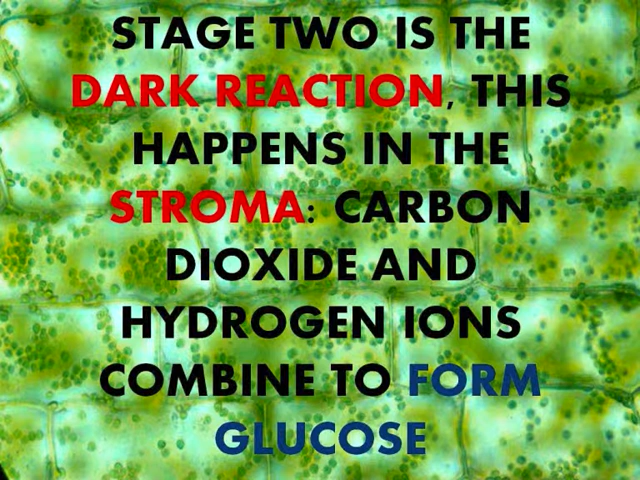 STAGE TWO IS THE
DARK REACTION, THIS
HAPPENS IN THE
STROMA: CARBON
DIOXIDE AND
HYDROGEN IONS
COMBINE TO FORM
GLUCOSE